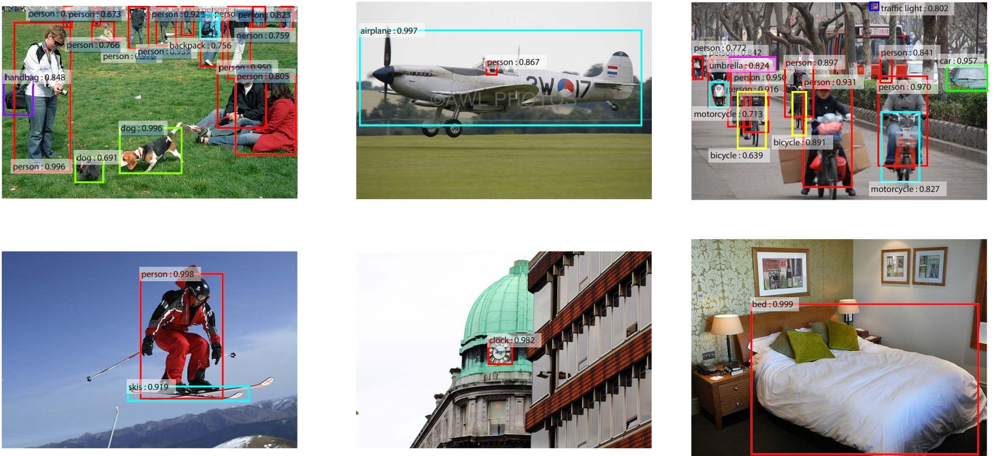 person : 0.
person : 0.673
person : 0.929
person
perso
person : 0.823
person : 0.766
backpack : 0.756
person : 0.759
person : 0.976
person : 0.939
handbag : 0.848
person : 0.950
person : 0.805
dog : 0.996
dog : 0.691
person : 0.996
airplane : 0.997
person : 0.867
17
3W 17
©AWL PHOTOS
traffic light : 0.802
person : 0.772
person : 0.842
person : 0.841
umbrella : 0.824
person : 0.897
car : 0.957
person : 0.950
person : 0.931
person : 0.916
person : 0.970
motorcycle : 0.713
bicycle : 0.891
bicycle : 0.639
motorcycle : 0.827
person : 0.998
skis : 0.919
clock : 0.982
bed : 0.999